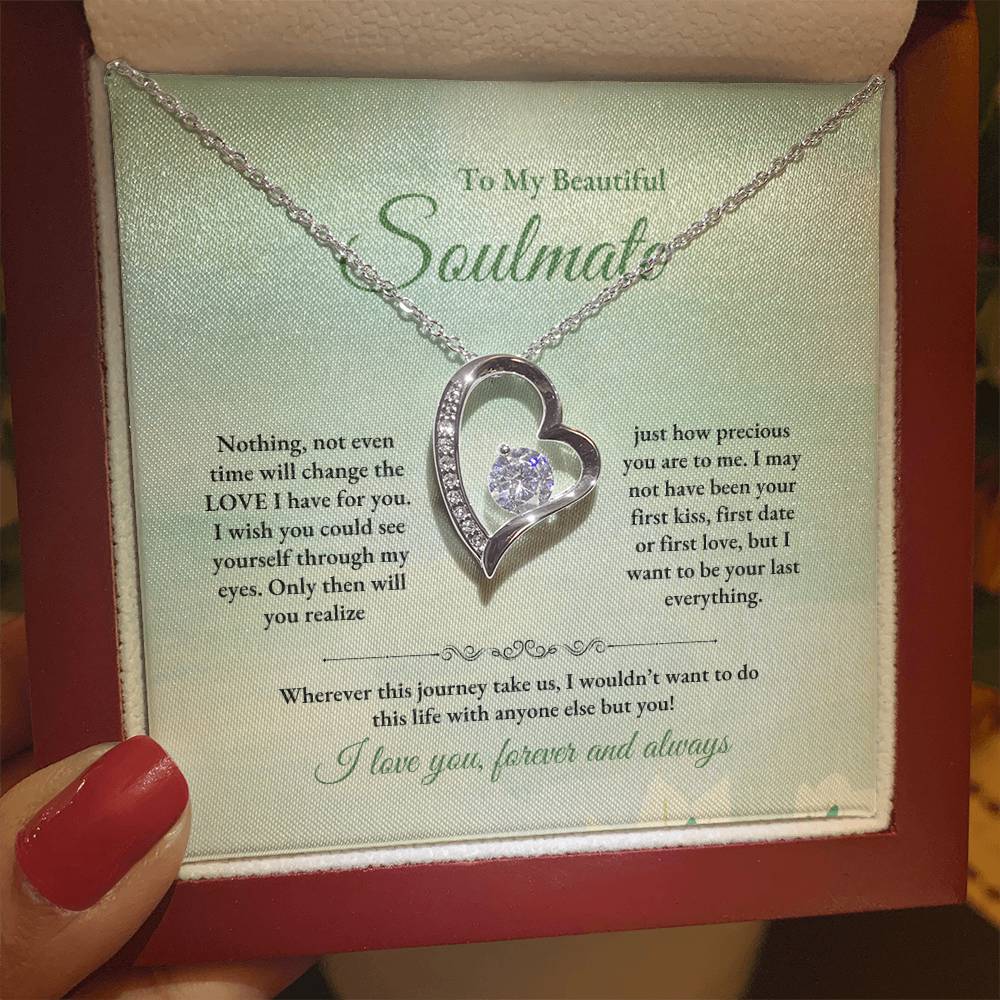 To My Beautiful
Soulmate
Nothing, not even
time will change the
LOVE I have for you.
I wish you could see
yourself through my
eyes. Only then will
you realize
just how precious
you are to me. I may
not have been your
first kiss, first date
or first love, but I
want to be your last
everything.
Wherever this journey take us, I wouldn't want to do
this life with anyone else but you!
I love you, forever and always